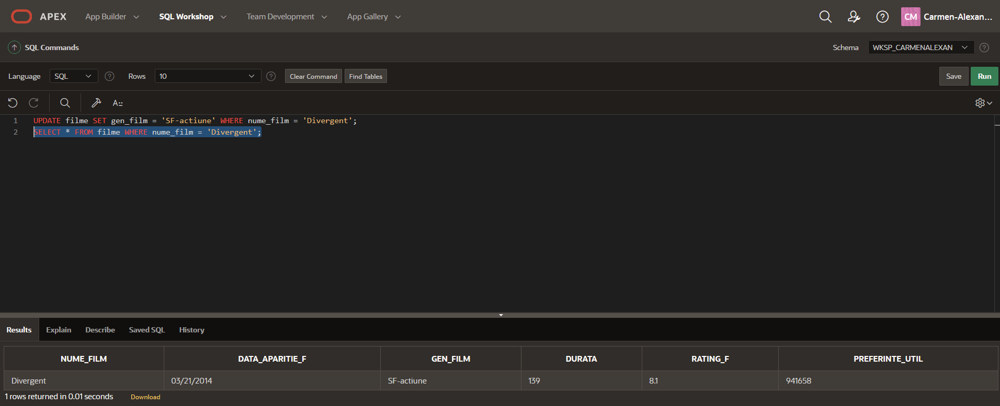 APEX App Builder SQL Workshop Team Development App Gallery CM Carmen-Alexan...
SQL Commands Schema WKSP_CARMENALEXAN
Language SQL Rows 10 Clear Command Find Tables Save Run
A::
1 UPDATE filme SET gen_film = 'SF-actiune' WHERE nume_film = 'Divergent';
2 SELECT * FROM filme WHERE nume_film = 'Divergent';
Results Explain Describe Saved SQL History
NUME_FILM DATA_APARITIE_F GEN_FILM DURATA RATING_F PREFERINTE_UTIL
Divergent 03/21/2014 SF-actiune 139 8.1 941658
1 rows returned in 0.01 seconds Download